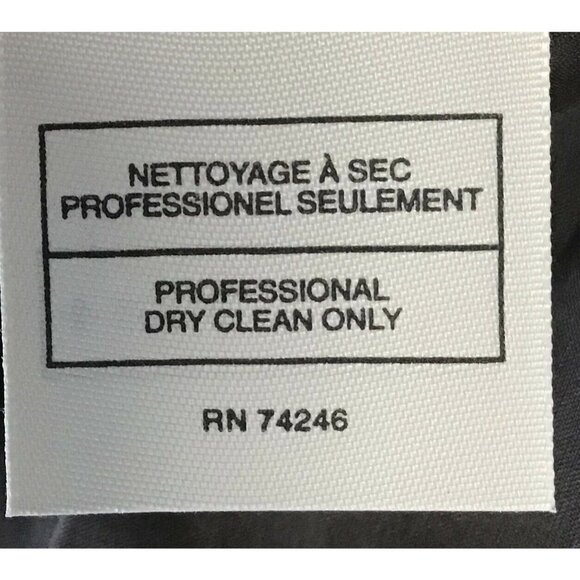 NETTOYAGE À SEC
PROFESSIONEL SEULEMENT
PROFESSIONAL
DRY CLEAN ONLY
RN 74246